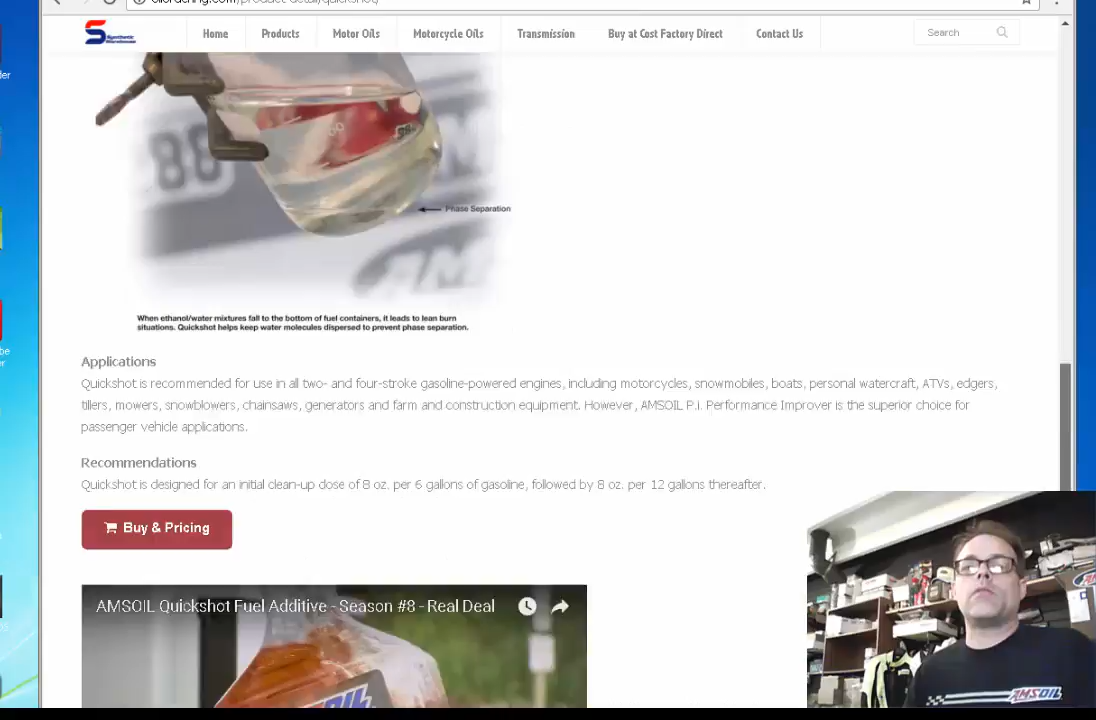 S Synthetic Warehouse
Home Products Motor Oils Motorcycle Oils Transmission Buy at Cost Factory Direct Contact Us Search
88
Phase Separation
When ethanol/water mixtures fall to the bottom of fuel containers, it leads to lean burn
situations. Quickshot helps keep water molecules dispersed to prevent phase separation.
Applications
Quickshot is recommended for use in all two- and four-stroke gasoline-powered engines, including motorcycles, snowmobiles, boats, personal watercraft, ATVs, edgers,
tillers, mowers, snowblowers, chainsaws, generators and farm and construction equipment. However, AMSOIL P.i. Performance Improver is the superior choice for
passenger vehicle applications.
Recommendations
Quickshot is designed for an initial clean-up dose of 8 oz. per 6 gallons of gasoline, followed by 8 oz. per 12 gallons thereafter.
Buy & Pricing
AMSOIL Quickshot Fuel Additive - Season #8 - Real Deal
AMSOIL